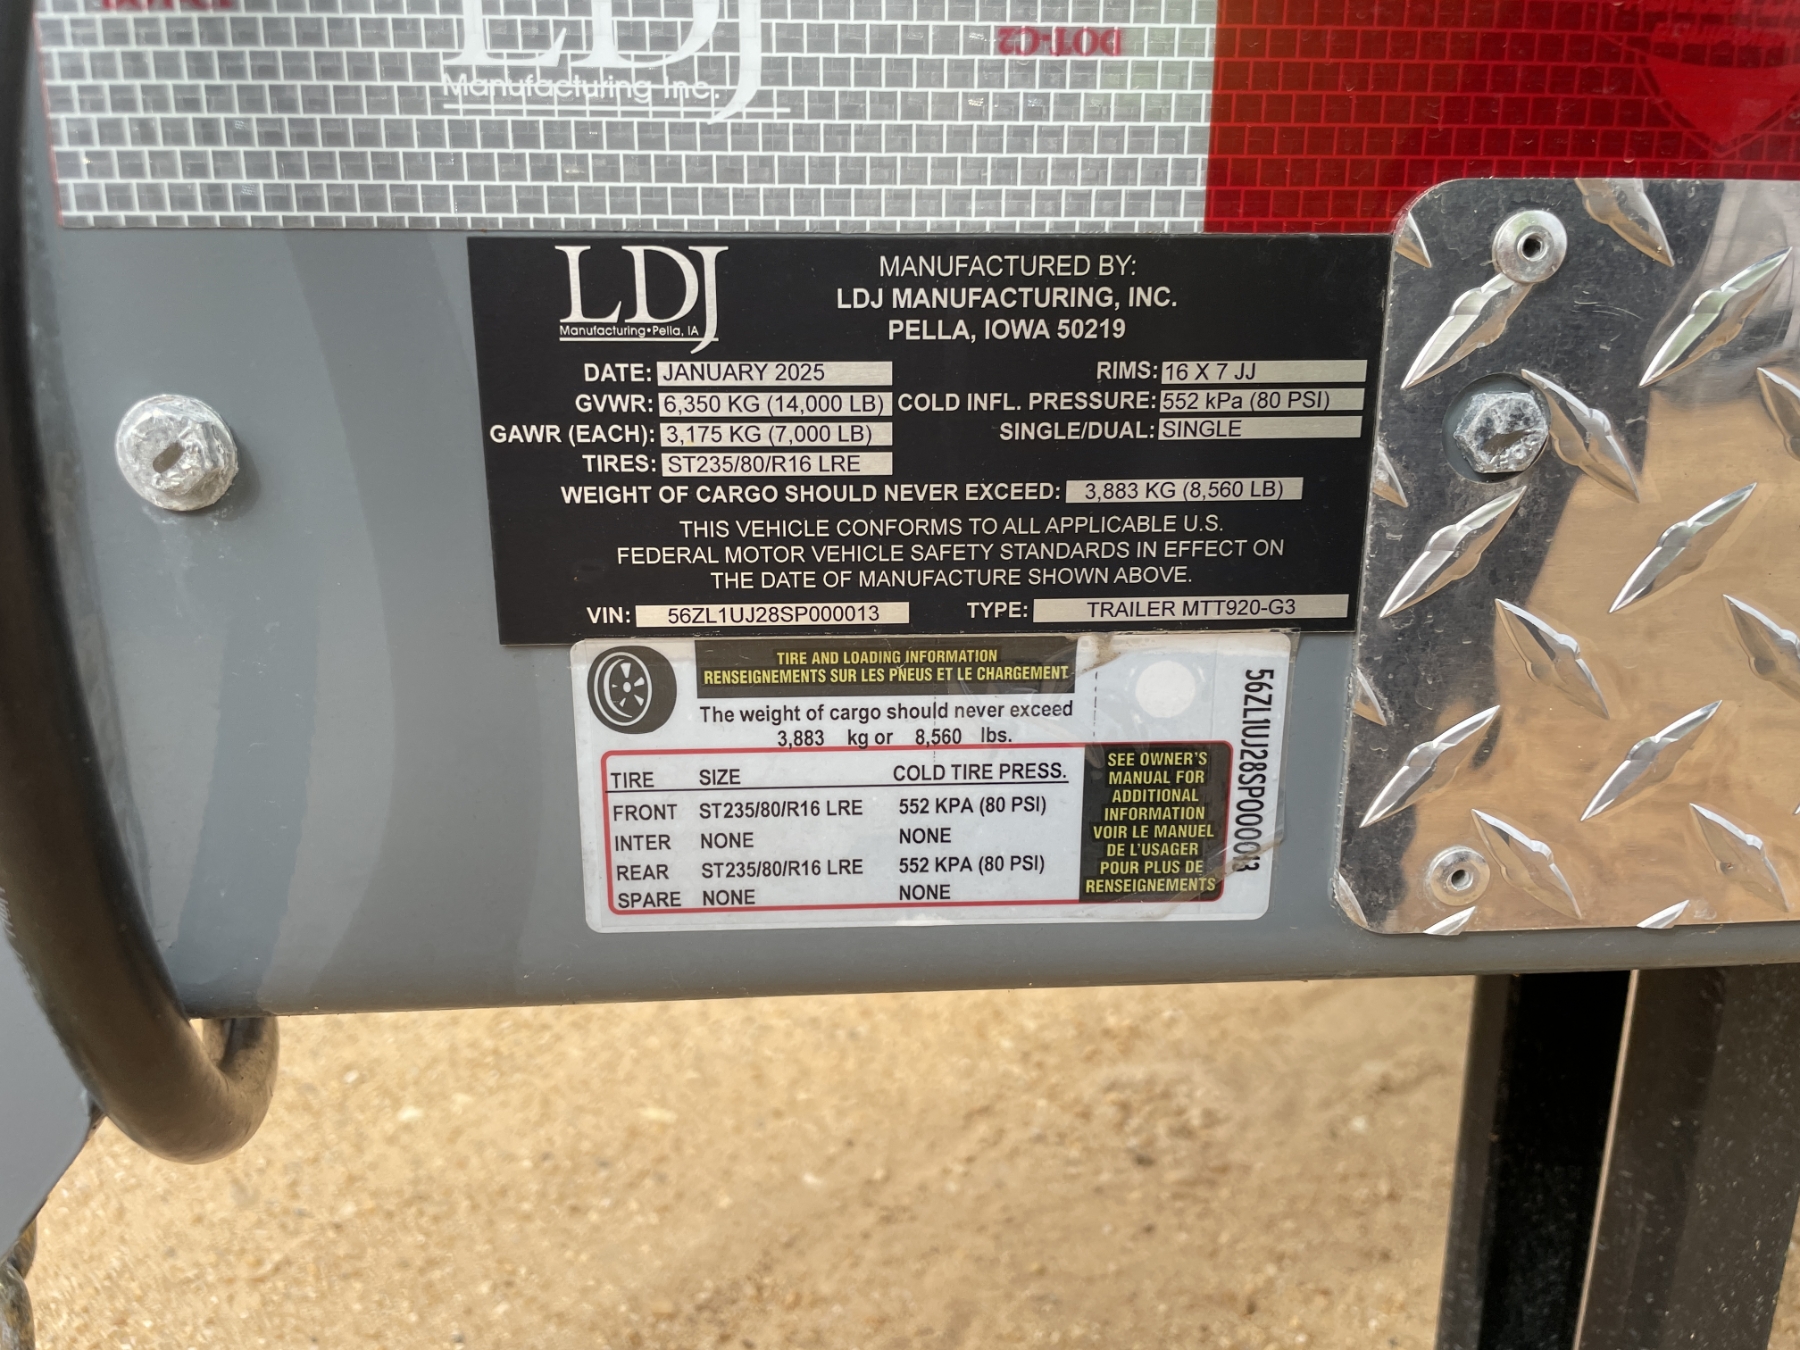 LDJ
Manufacturing Inc.
DOT-C2
LDJ
Manufacturing•Pella, IA
MANUFACTURED BY:
LDJ MANUFACTURING, INC.
PELLA, IOWA 50219
DATE: JANUARY 2025
RIMS: 16 X 7 JJ
GVWR: 6,350 KG (14,000 LB)
COLD INFL. PRESSURE: 552 kPa (80 PSI)
GAWR (EACH): 3,175 KG (7,000 LB)
SINGLE/DUAL: SINGLE
TIRES: ST235/80/R16 LRE
WEIGHT OF CARGO SHOULD NEVER EXCEED: 3,883 KG (8,560 LB)
THIS VEHICLE CONFORMS TO ALL APPLICABLE U.S.
FEDERAL MOTOR VEHICLE SAFETY STANDARDS IN EFFECT ON
THE DATE OF MANUFACTURE SHOWN ABOVE.
VIN: 56ZL1UJ28SP000013
TYPE: TRAILER MTT920-G3
TIRE AND LOADING INFORMATION
RENSEIGNEMENTS SUR LES PNEUS ET LE CHARGEMENT
The weight of cargo should never exceed
3,883 kg or 8,560 lbs.
TIRE SIZE COLD TIRE PRESS.
FRONT ST235/80/R16 LRE 552 KPA (80 PSI)
INTER NONE NONE
REAR ST235/80/R16 LRE 552 KPA (80 PSI)
SPARE NONE NONE
SEE OWNER'S
MANUAL FOR
ADDITIONAL
INFORMATION
VOIR LE MANUEL
DE L'USAGER
POUR PLUS DE
RENSEIGNEMENTS
56ZL1UJ28SP000013